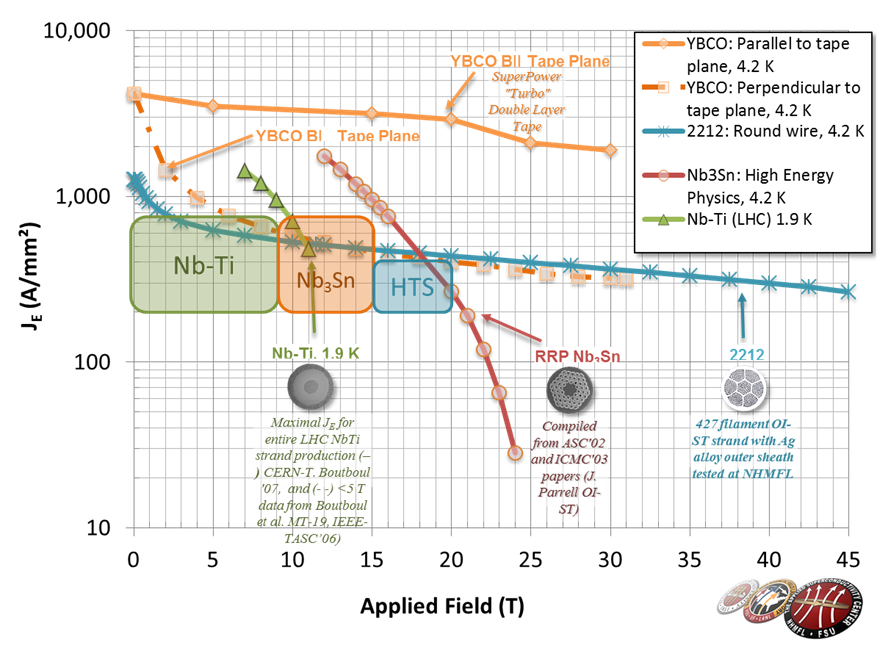 10,000
1,000
100
10
J_E (A/mm²)
0 5 10 15 20 25 30 35 40 45
Applied Field (T)
YBCO: Parallel to tape
plane, 4.2 K
YBCO: Perpendicular to
tape plane, 4.2 K
2212: Round wire, 4.2 K
Nb3Sn: High Energy
Physics, 4.2 K
Nb-Ti (LHC) 1.9 K
YBCO B|| Tape Plane
SuperPower
"Turbo"
Double Layer
Tape
YBCO B Tape Plane
Nb-Ti
Nb₃Sn
HTS
Nb-Ti, 1.9 K
Maximal J_E for
entire LHC NbTi
strand production (–
) CERN-T. Boutboul
'07, and (- -) <5 T
data from Boutboul
et al. MT-19, IEEE-
TASC'06)
RRP Nb₃Sn
Compiled
from ASC'02
and ICMC'03
papers (J.
Parrell OI-
ST)
2212
427 filament OI-
ST strand with Ag
alloy outer sheath
tested at NHMFL
NHMFL · FSU